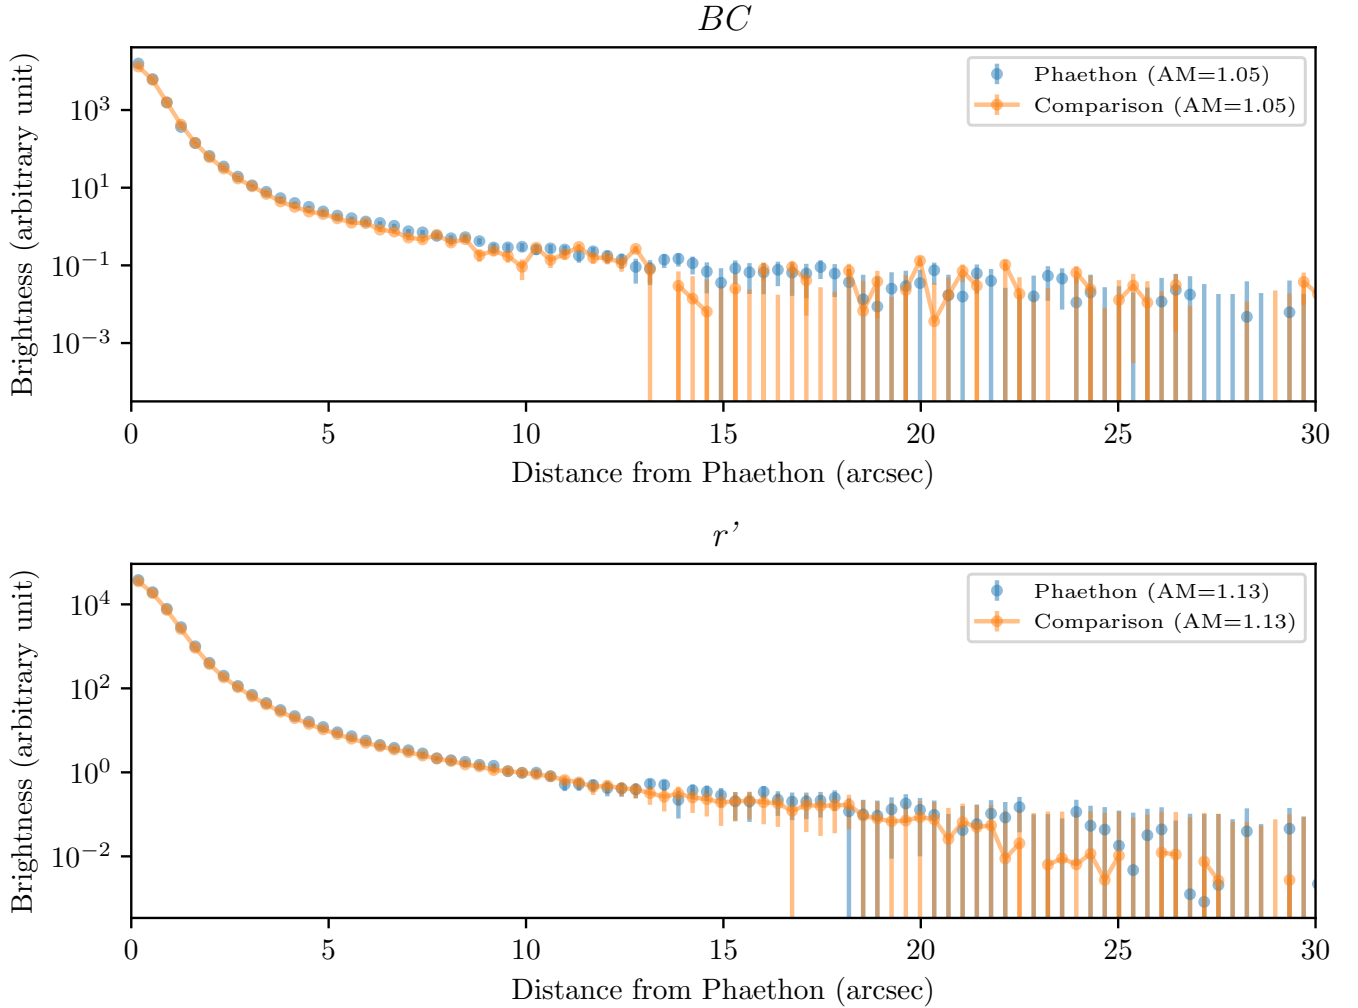 BC
Brightness (arbitrary unit)
10^3
10^1
10^−1
10^−3
Phaethon (AM=1.05)
Comparison (AM=1.05)
0 5 10 15 20 25 30
Distance from Phaethon (arcsec)
r’
Brightness (arbitrary unit)
10^4
10^2
10^0
10^−2
Phaethon (AM=1.13)
Comparison (AM=1.13)
0 5 10 15 20 25 30
Distance from Phaethon (arcsec)